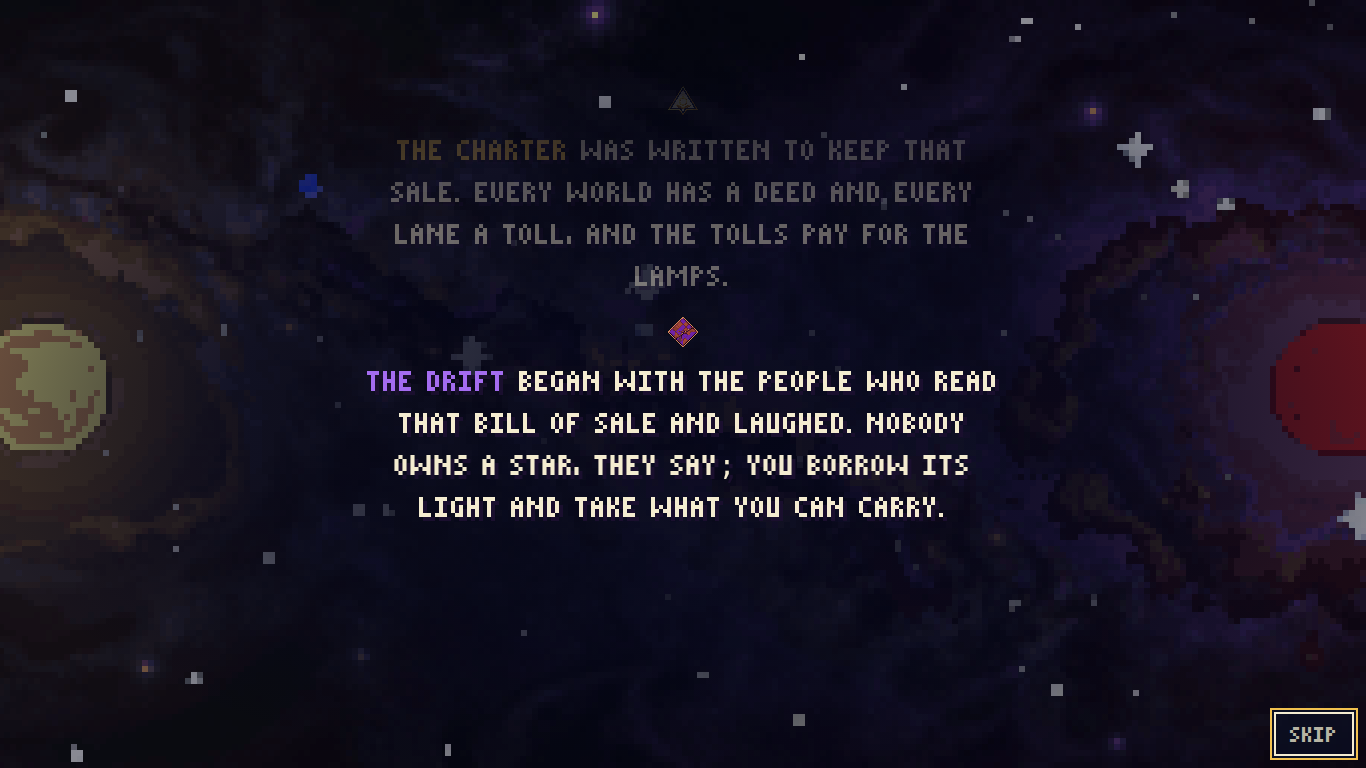 THE CHARTER WAS WRITTEN TO KEEP THAT
SALE. EVERY WORLD HAS A DEED AND EVERY
LANE A TOLL, AND THE TOLLS PAY FOR THE
LAMPS.
THE DRIFT BEGAN WITH THE PEOPLE WHO READ
THAT BILL OF SALE AND LAUGHED. NOBODY
OWNS A STAR, THEY SAY; YOU BORROW ITS
LIGHT AND TAKE WHAT YOU CAN CARRY.
SKIP